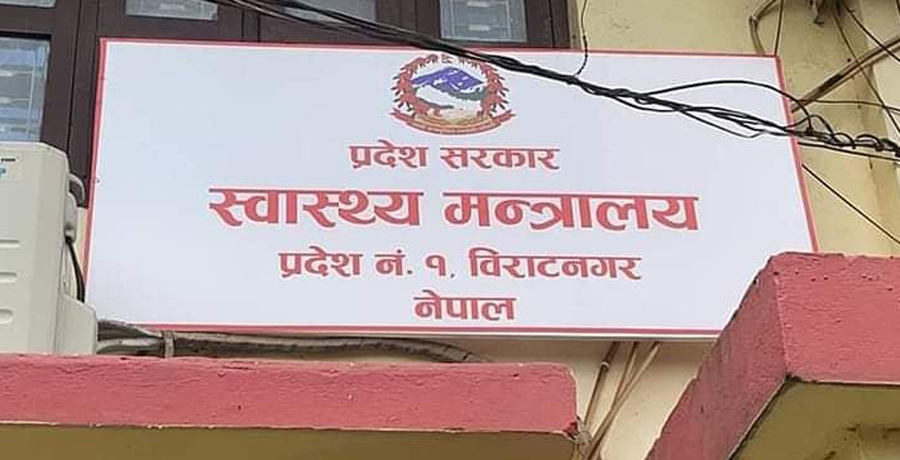 प्रदेश सरकार
स्वास्थ्य मन्त्रालय
प्रदेश नं. १, विराटनगर
नेपाल